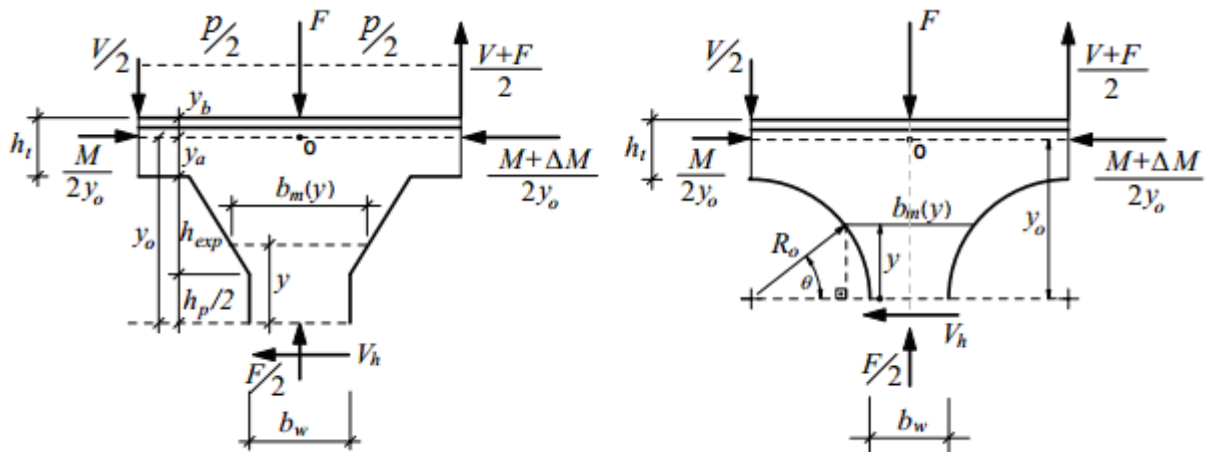 V/2
p/2
F
p/2
V+F
2
y_b
h_t
M
2y_o
y_a
o
M+ΔM
2y_o
b_m(y)
y_o
h_exp
y
h_p/2
V_h
F/2
b_w
V/2
F
V+F
2
h_t
M
2y_o
o
M+ΔM
2y_o
b_m(y)
y_o
R_o
y
θ
V_h
F/2
b_w